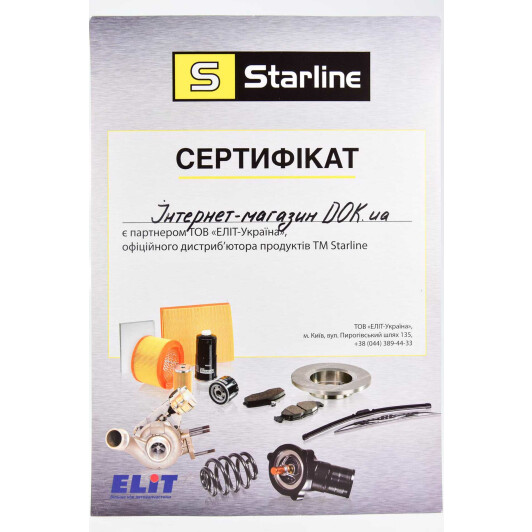 S Starline
СЕРТИФІКАТ
Інтернет-магазин DOK.ua
є партнером ТОВ «ЕЛІТ-Україна»,
офіційного дистриб'ютора продуктів ТМ Starline
ТОВ «ЕЛІТ-Україна»,
м. Київ, вул. Пирогівський шлях 135,
+38 (044) 389-44-33
ELIT